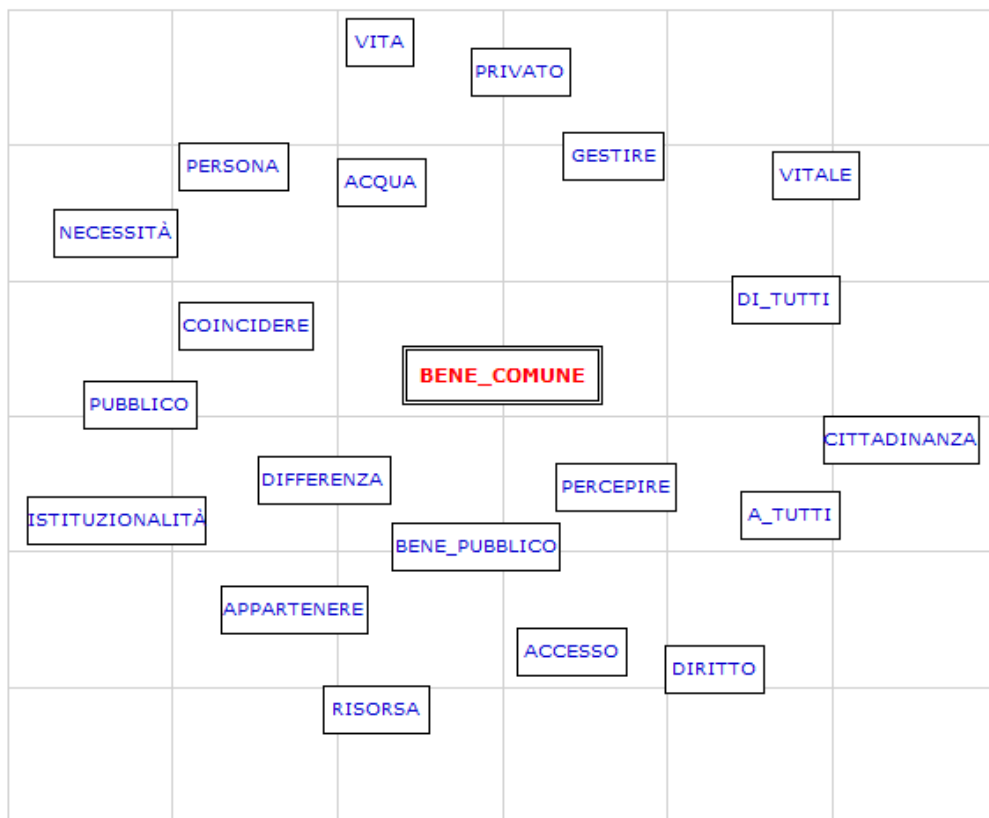 VITA
PRIVATO
GESTIRE
PERSONA
ACQUA
VITALE
NECESSITÀ
DI_TUTTI
COINCIDERE
BENE_COMUNE
PUBBLICO
CITTADINANZA
DIFFERENZA
PERCEPIRE
ISTITUZIONALITÀ
A_TUTTI
BENE_PUBBLICO
APPARTENERE
ACCESSO
DIRITTO
RISORSA